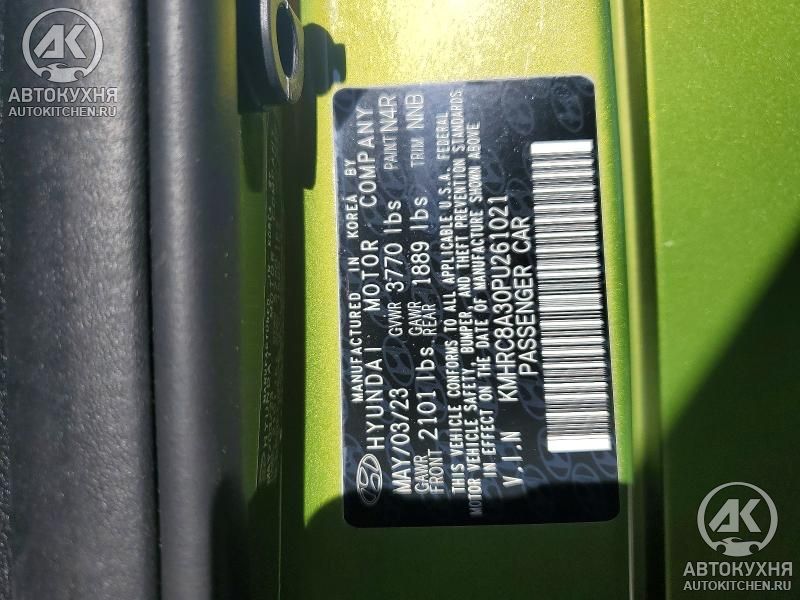 АВТОКУХНЯ
AUTOKITCHEN.RU
MANUFACTURED IN KOREA BY
HYUNDAI MOTOR COMPANY
MAY/03/23 GVWR 3770 lbs PAINT N4R
GAWR FRONT 2101 lbs GAWR REAR 1889 lbs TRIM NNB
THIS VEHICLE CONFORMS TO ALL APPLICABLE U.S.A. FEDERAL
MOTOR VEHICLE SAFETY, BUMPER, AND THEFT PREVENTION STANDARDS
IN EFFECT ON THE DATE OF MANUFACTURE SHOWN ABOVE
V.I.N KMHRC8A30PU261021
PASSENGER CAR
АВТОКУХНЯ
AUTOKITCHEN.RU